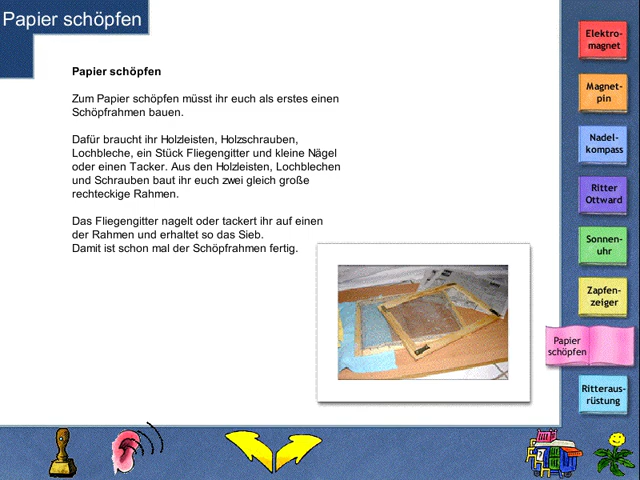 Papier schöpfen
Papier schöpfen
Zum Papier schöpfen müsst ihr euch als erstes einen
Schöpfrahmen bauen.
Dafür braucht ihr Holzleisten, Holzschrauben,
Lochbleche, ein Stück Fliegengitter und kleine Nägel
oder einen Tacker. Aus den Holzleisten, Lochblechen
und Schrauben baut ihr euch zwei gleich große
rechteckige Rahmen.
Das Fliegengitter nagelt oder tackert ihr auf einen
der Rahmen und erhaltet so das Sieb.
Damit ist schon mal der Schöpfrahmen fertig.
Elektro-
magnet
Magnet-
pin
Nadel-
kompass
Ritter
Ottward
Sonnen-
uhr
Zapfen-
zeiger
Papier
schöpfen
Ritteraus-
rüstung